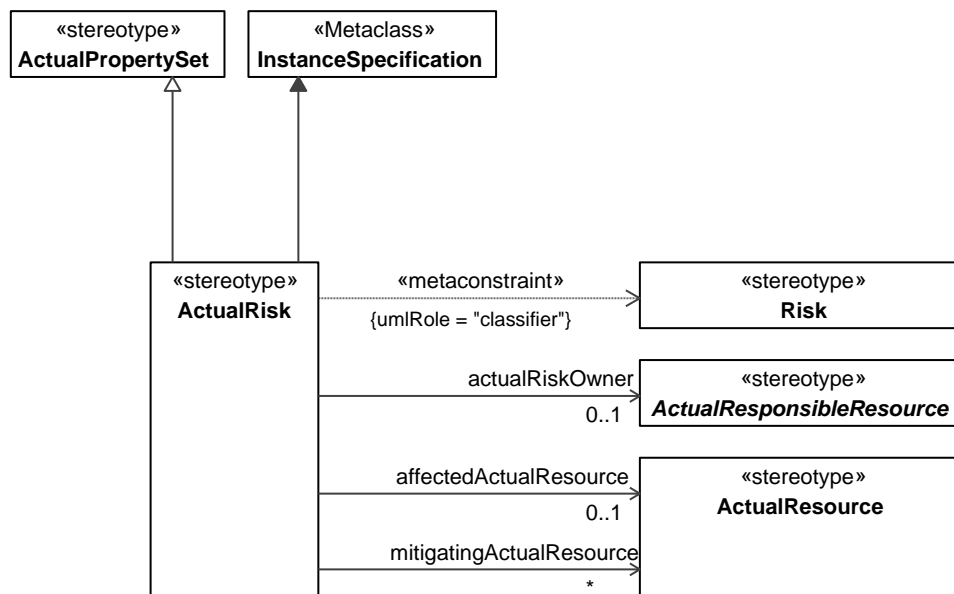 «stereotype»
ActualPropertySet
«Metaclass»
InstanceSpecification
«stereotype»
ActualRisk
«metaconstraint»
{umlRole = "classifier"}
«stereotype»
Risk
actualRiskOwner
0..1
«stereotype»
ActualResponsibleResource
affectedActualResource
0..1
«stereotype»
ActualResource
mitigatingActualResource
*